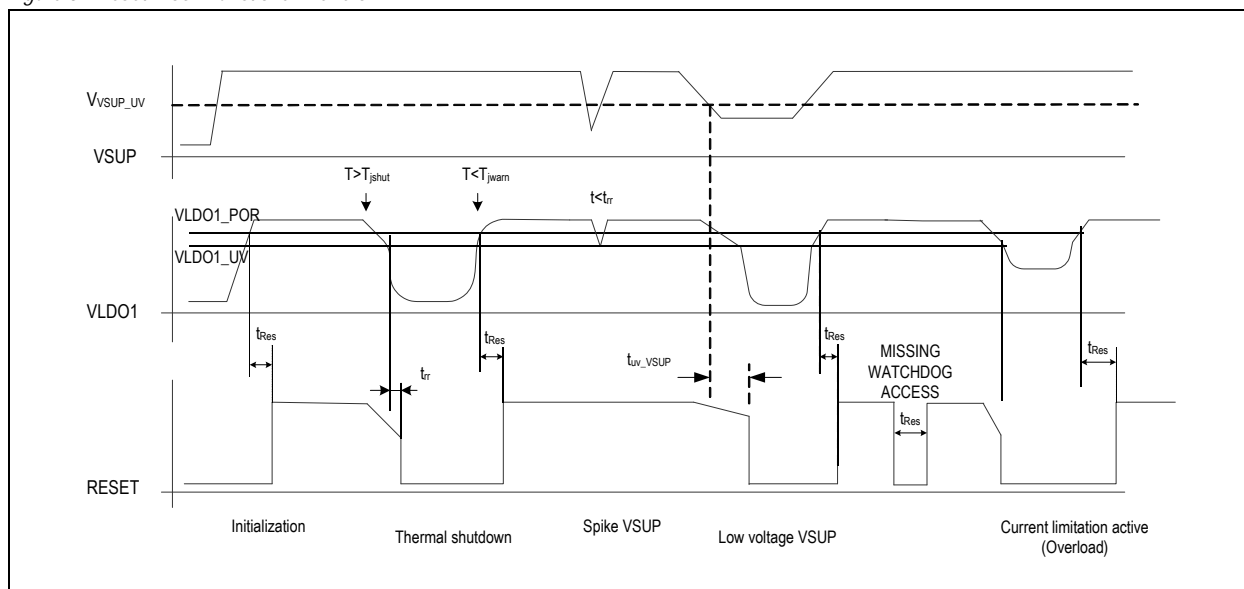 VVSUP_UV
VSUP
T>Tjshut
T<Tjwarn
t<trr
VLDO1_POR
VLDO1_UV
VLDO1
tRes
trr
tRes
tuv_VSUP
tRes
MISSING
WATCHDOG
ACCESS
tRes
tRes
RESET
Initialization
Thermal shutdown
Spike VSUP
Low voltage VSUP
Current limitation active
(Overload)